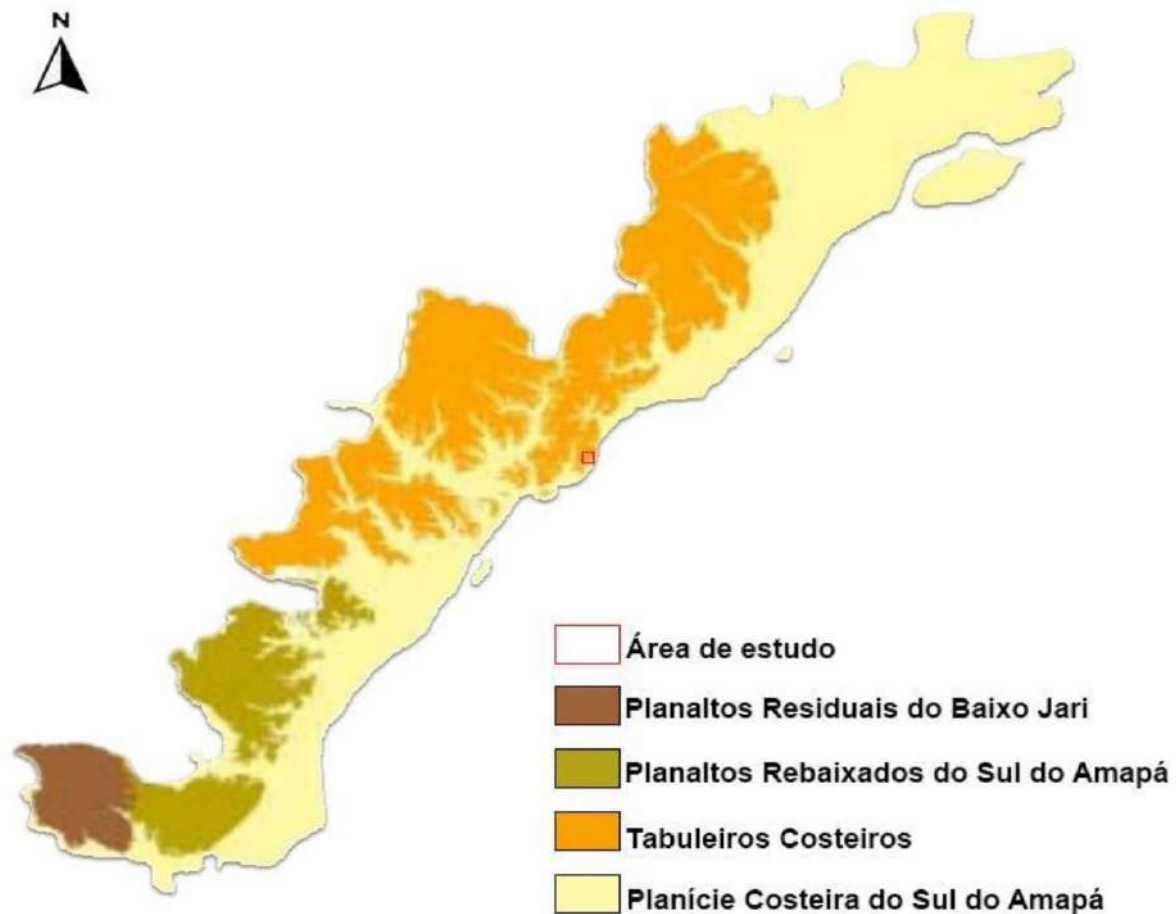 N
Área de estudo
Planaltos Residuais do Baixo Jari
Planaltos Rebaixados do Sul do Amapá
Tabuleiros Costeiros
Planície Costeira do Sul do Amapá